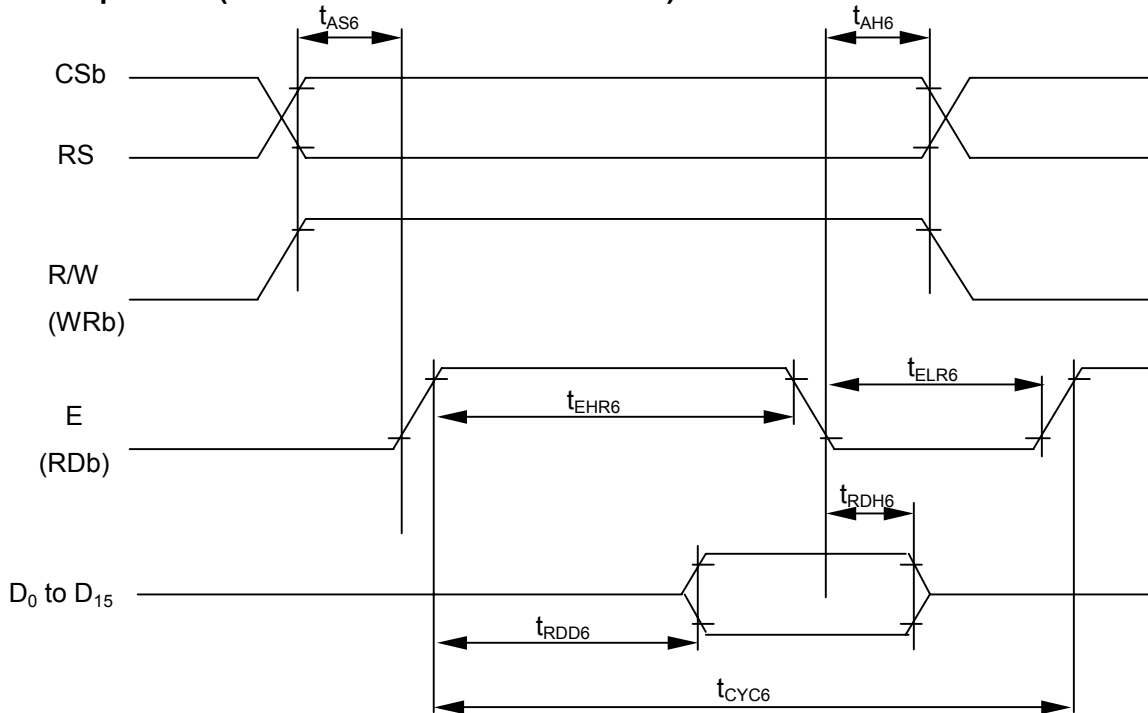 tAS6 tAH6
CSb
RS
R/W
(WRb)
tELR6
tEHR6
E
(RDb)
tRDH6
D0 to D15
tRDD6
tCYC6